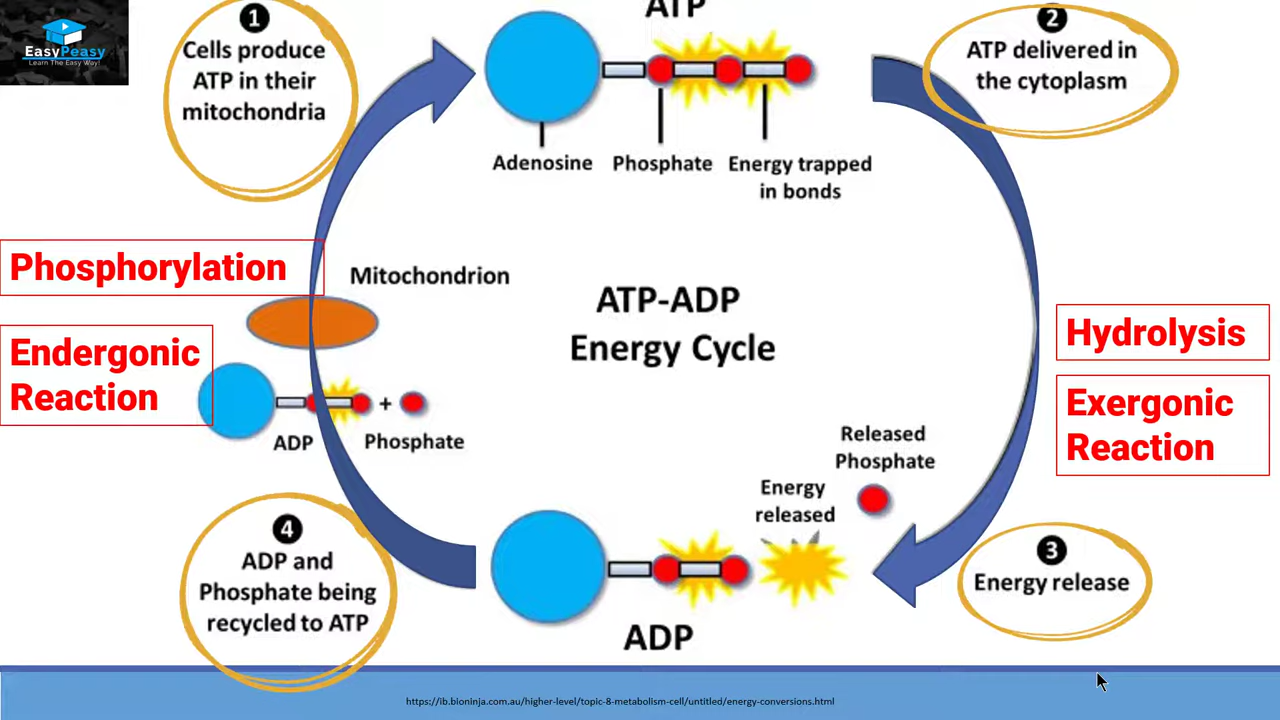 EasyPeasy
Learn The Easy Way!
1
Cells produce
ATP in their
mitochondria
ATP
Adenosine
Phosphate
Energy trapped
in bonds
2
ATP delivered in
the cytoplasm
Phosphorylation
Endergonic
Reaction
Mitochondrion
ADP
+
Phosphate
ATP-ADP
Energy Cycle
Hydrolysis
Exergonic
Reaction
Released
Phosphate
Energy
released
3
Energy release
4
ADP and
Phosphate being
recycled to ATP
ADP
https://ib.bioninja.com.au/higher-level/topic-8-metabolism-cell/untitled/energy-conversions.html